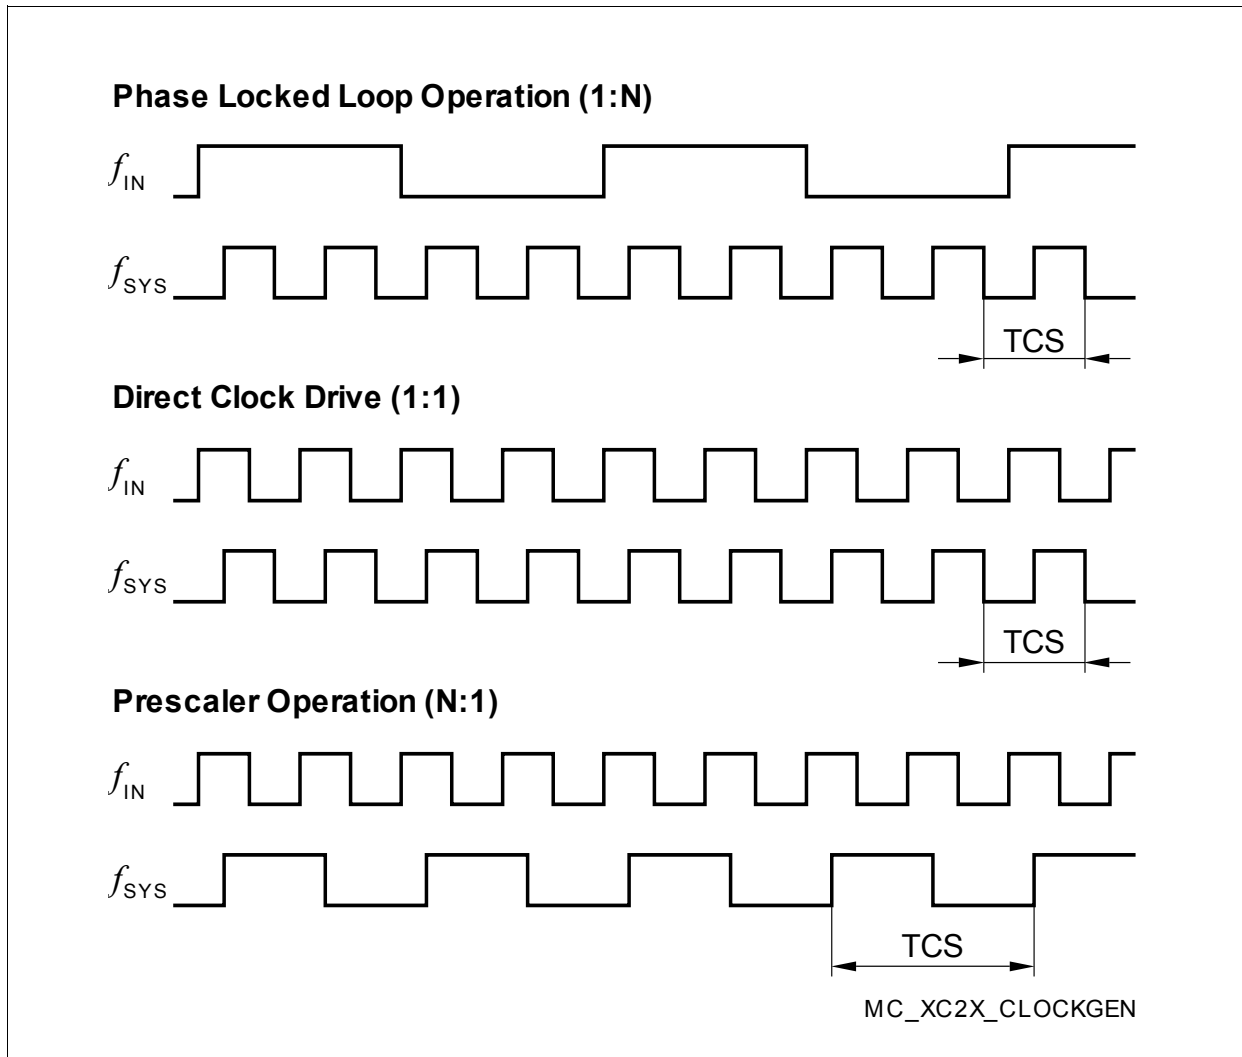 Phase Locked Loop Operation (1:N)
fIN
fSYS
TCS
Direct Clock Drive (1:1)
fIN
fSYS
TCS
Prescaler Operation (N:1)
fIN
fSYS
TCS
MC_XC2X_CLOCKGEN